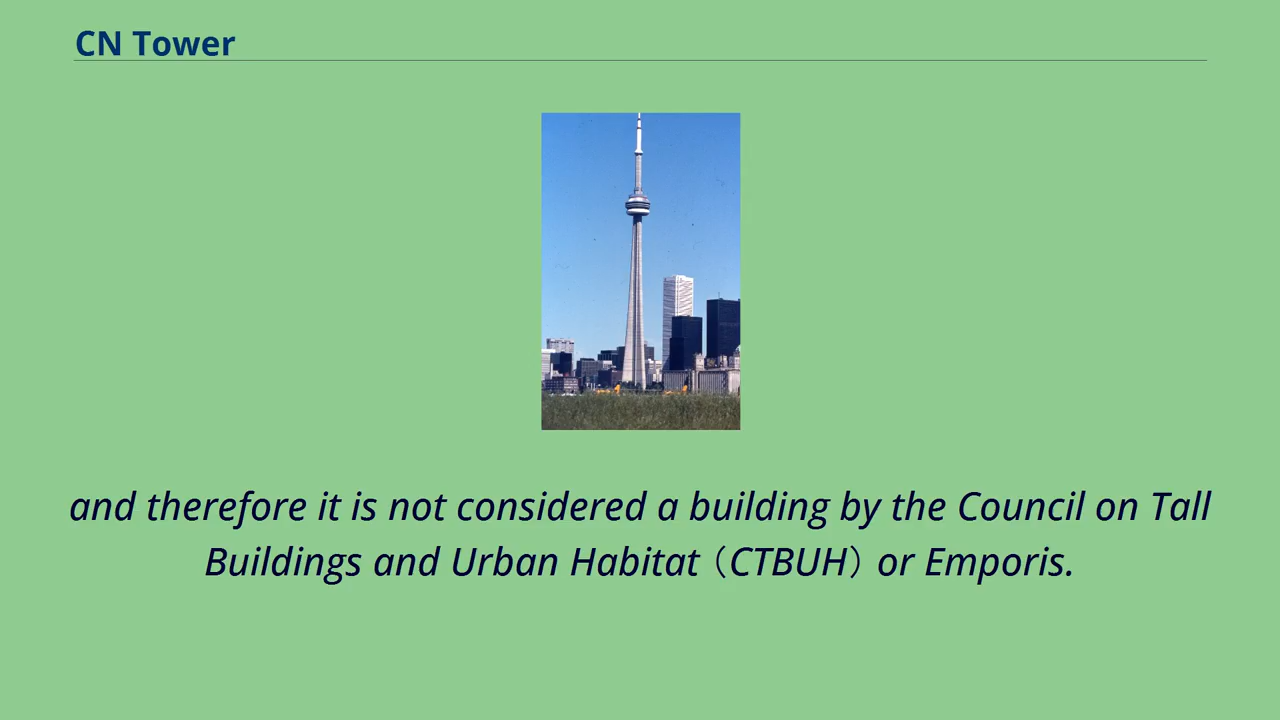 CN Tower
and therefore it is not considered a building by the Council on Tall
Buildings and Urban Habitat（CTBUH）or Emporis.